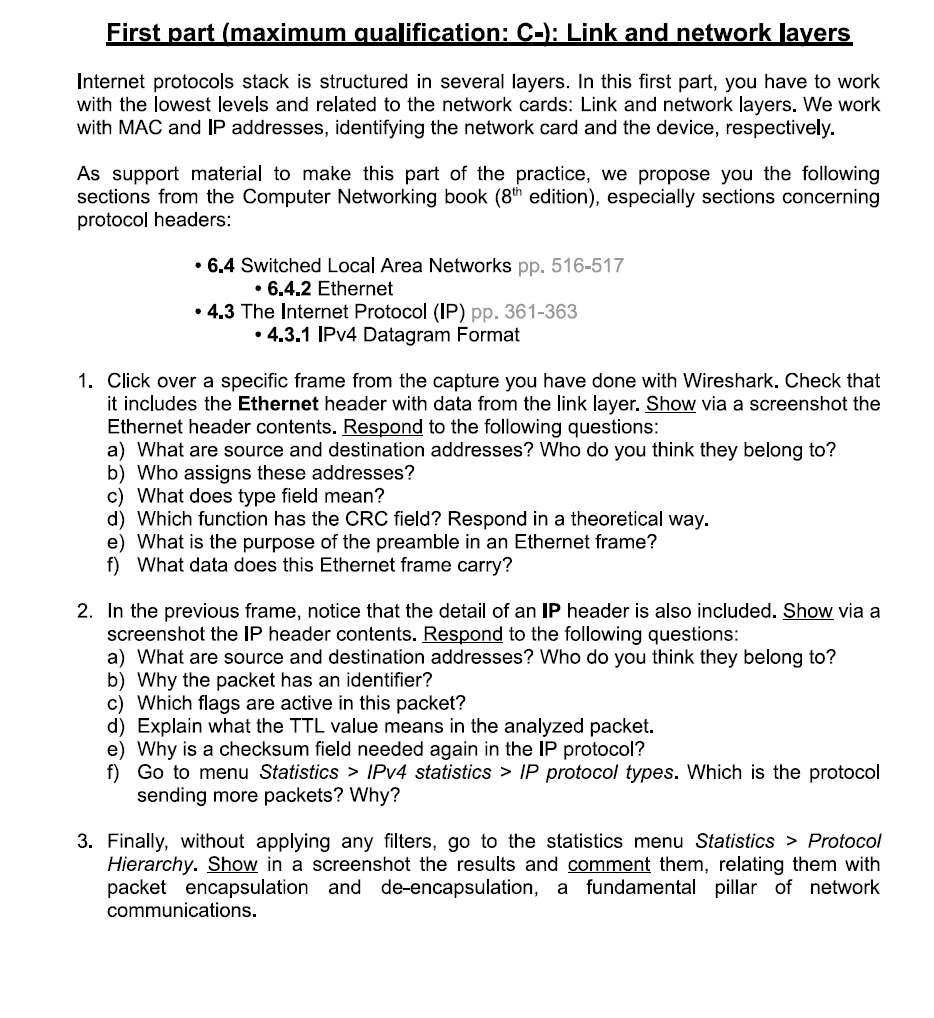 First part (maximum qualification: C-): Link and network layers
Internet protocols stack is structured in several layers. In this first part, you have to work
with the lowest levels and related to the network cards: Link and network layers. We work
with MAC and IP addresses, identifying the network card and the device, respectively.
As support material to make this part of the practice, we propose you the following
sections from the Computer Networking book (8th edition), especially sections concerning
protocol headers:
• 6.4 Switched Local Area Networks pp. 516-517
• 6.4.2 Ethernet
• 4.3 The Internet Protocol (IP) pp. 361-363
• 4.3.1 IPv4 Datagram Format
1. Click over a specific frame from the capture you have done with Wireshark. Check that
it includes the Ethernet header with data from the link layer. Show via a screenshot the
Ethernet header contents. Respond to the following questions:
a) What are source and destination addresses? Who do you think they belong to?
b) Who assigns these addresses?
c) What does type field mean?
d) Which function has the CRC field? Respond in a theoretical way.
e) What is the purpose of the preamble in an Ethernet frame?
f) What data does this Ethernet frame carry?
2. In the previous frame, notice that the detail of an IP header is also included. Show via a
screenshot the IP header contents. Respond to the following questions:
a) What are source and destination addresses? Who do you think they belong to?
b) Why the packet has an identifier?
c) Which flags are active in this packet?
d) Explain what the TTL value means in the analyzed packet.
e) Why is a checksum field needed again in the IP protocol?
f) Go to menu Statistics > IPv4 statistics > IP protocol types. Which is the protocol
sending more packets? Why?
3. Finally, without applying any filters, go to the statistics menu Statistics > Protocol
Hierarchy. Show in a screenshot the results and comment them, relating them with
packet encapsulation and de-encapsulation, a fundamental pillar of network
communications.